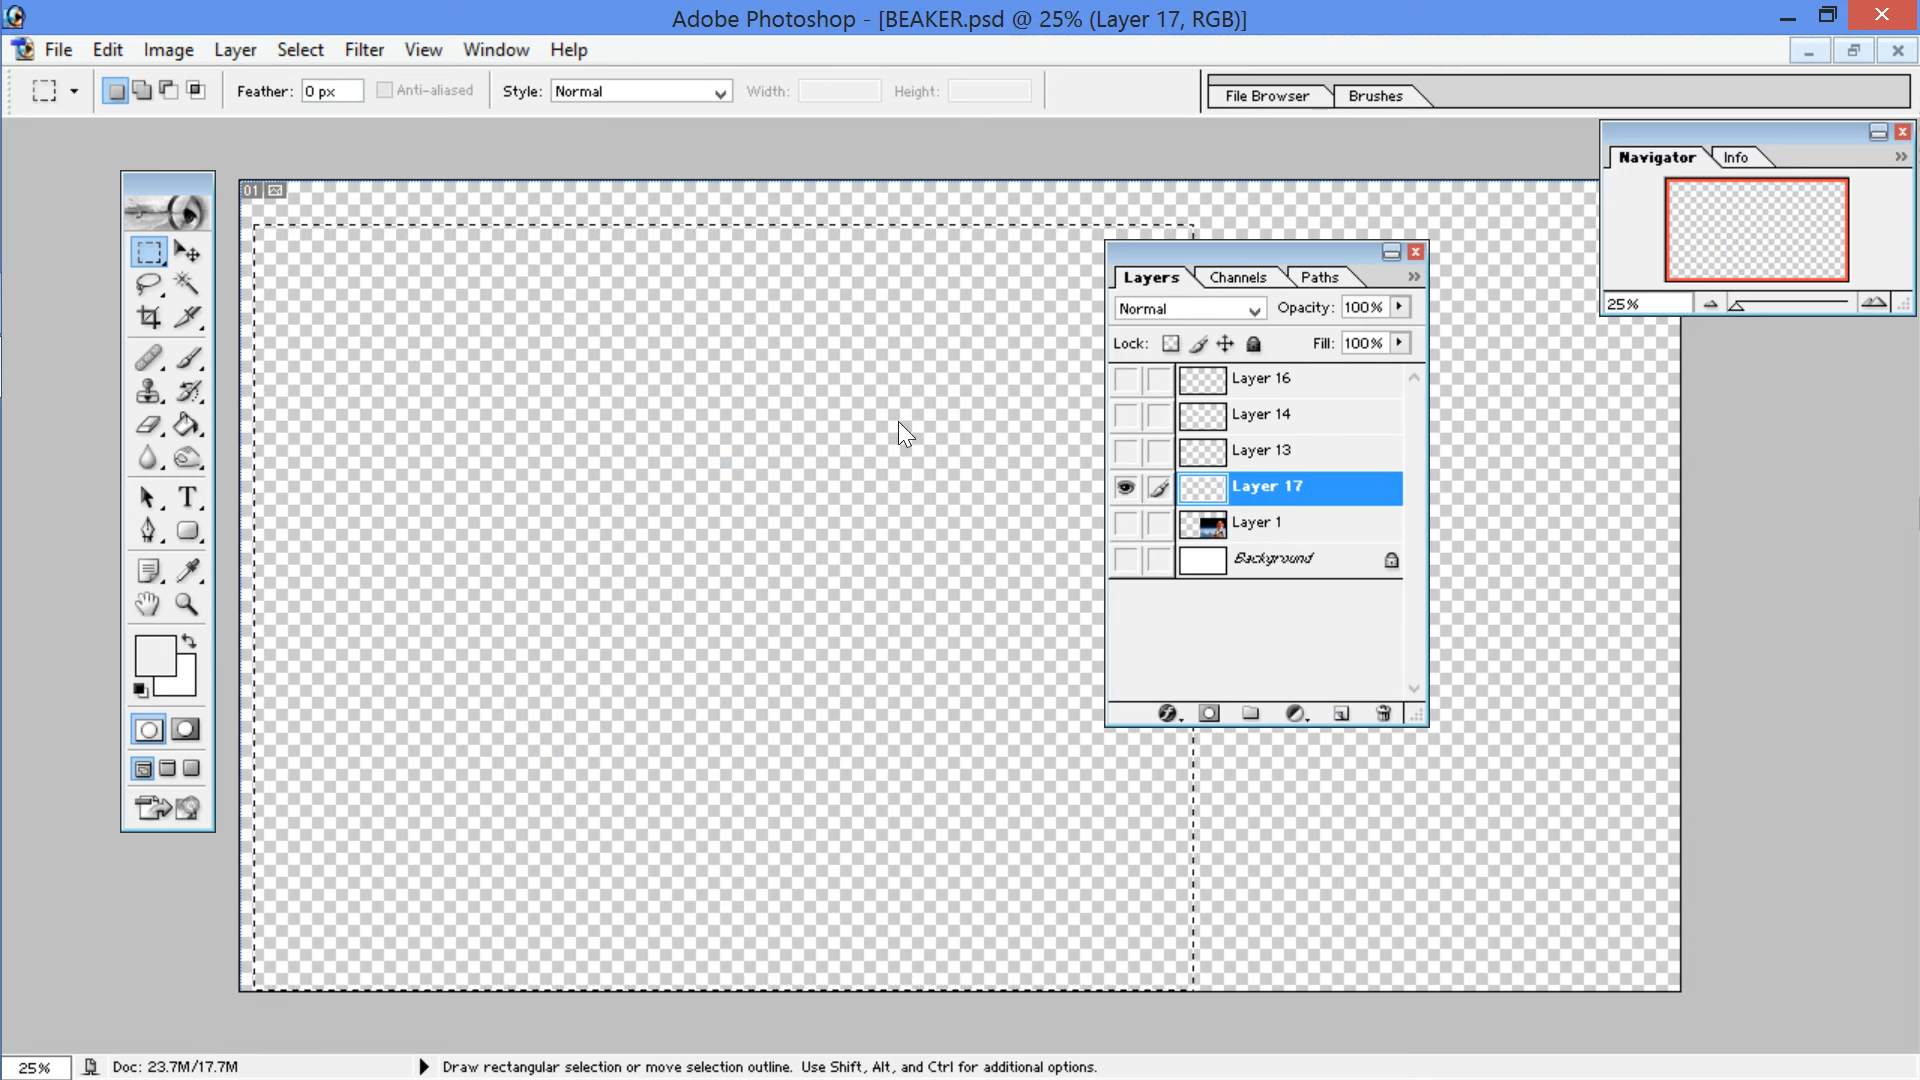 Adobe Photoshop - [BEAKER.psd @ 25% (Layer 17, RGB)]
File Edit Image Layer Select Filter View Window Help
Feather: 0 px Anti-aliased Style: Normal Width: Height: File Browser Brushes
Navigator Info
25%
01
Layers Channels Paths
Normal Opacity: 100%
Lock: Fill: 100%
Layer 16
Layer 14
Layer 13
Layer 17
Layer 1
Background
T
25% Doc: 23.7M/17.7M Draw rectangular selection or move selection outline. Use Shift, Alt, and Ctrl for additional options.